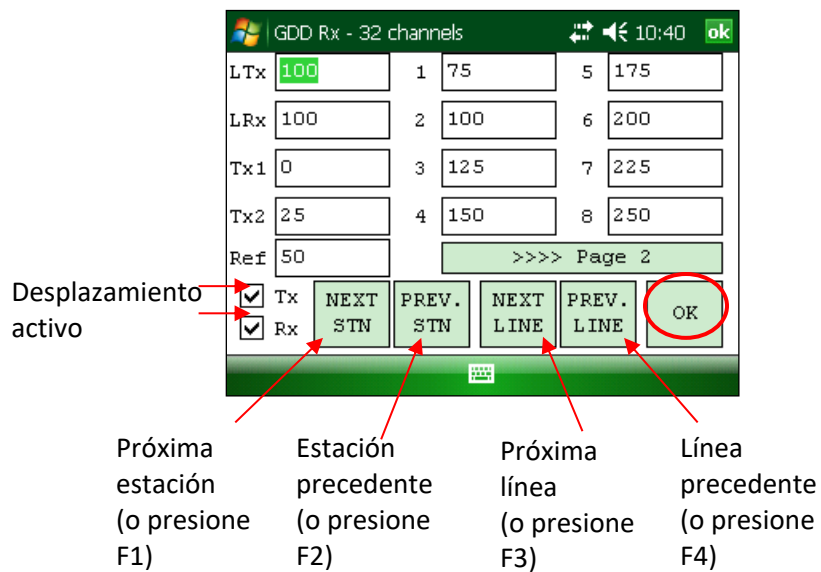 GDD Rx - 32 channels 10:40 ok
LTx 100 1 75 5 175
LRx 100 2 100 6 200
Tx1 0 3 125 7 225
Tx2 25 4 150 8 250
Ref 50 >>>> Page 2
Desplazamiento
activo
Tx
Rx
NEXT
STN
PREV.
STN
NEXT
LINE
PREV.
LINE
OK
Próxima
estación
(o presione
F1)
Estación
precedente
(o presione
F2)
Próxima
línea
(o presione
F3)
Línea
precedente
(o presione
F4)